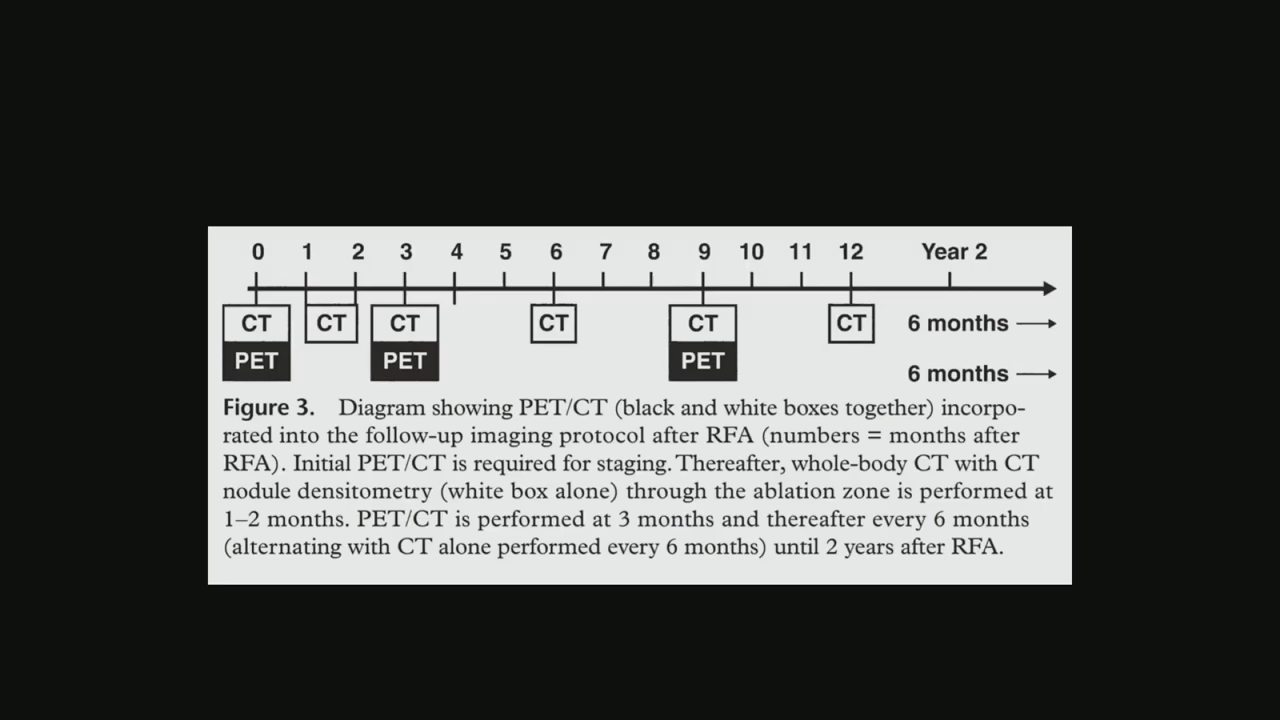 0 1 2 3 4 5 6 7 8 9 10 11 12 Year 2
CT CT CT CT CT CT 6 months
PET PET PET 6 months
Figure 3. Diagram showing PET/CT (black and white boxes together) incorpo-
rated into the follow-up imaging protocol after RFA (numbers = months after
RFA). Initial PET/CT is required for staging. Thereafter, whole-body CT with CT
nodule densitometry (white box alone) through the ablation zone is performed at
1–2 months. PET/CT is performed at 3 months and thereafter every 6 months
(alternating with CT alone performed every 6 months) until 2 years after RFA.